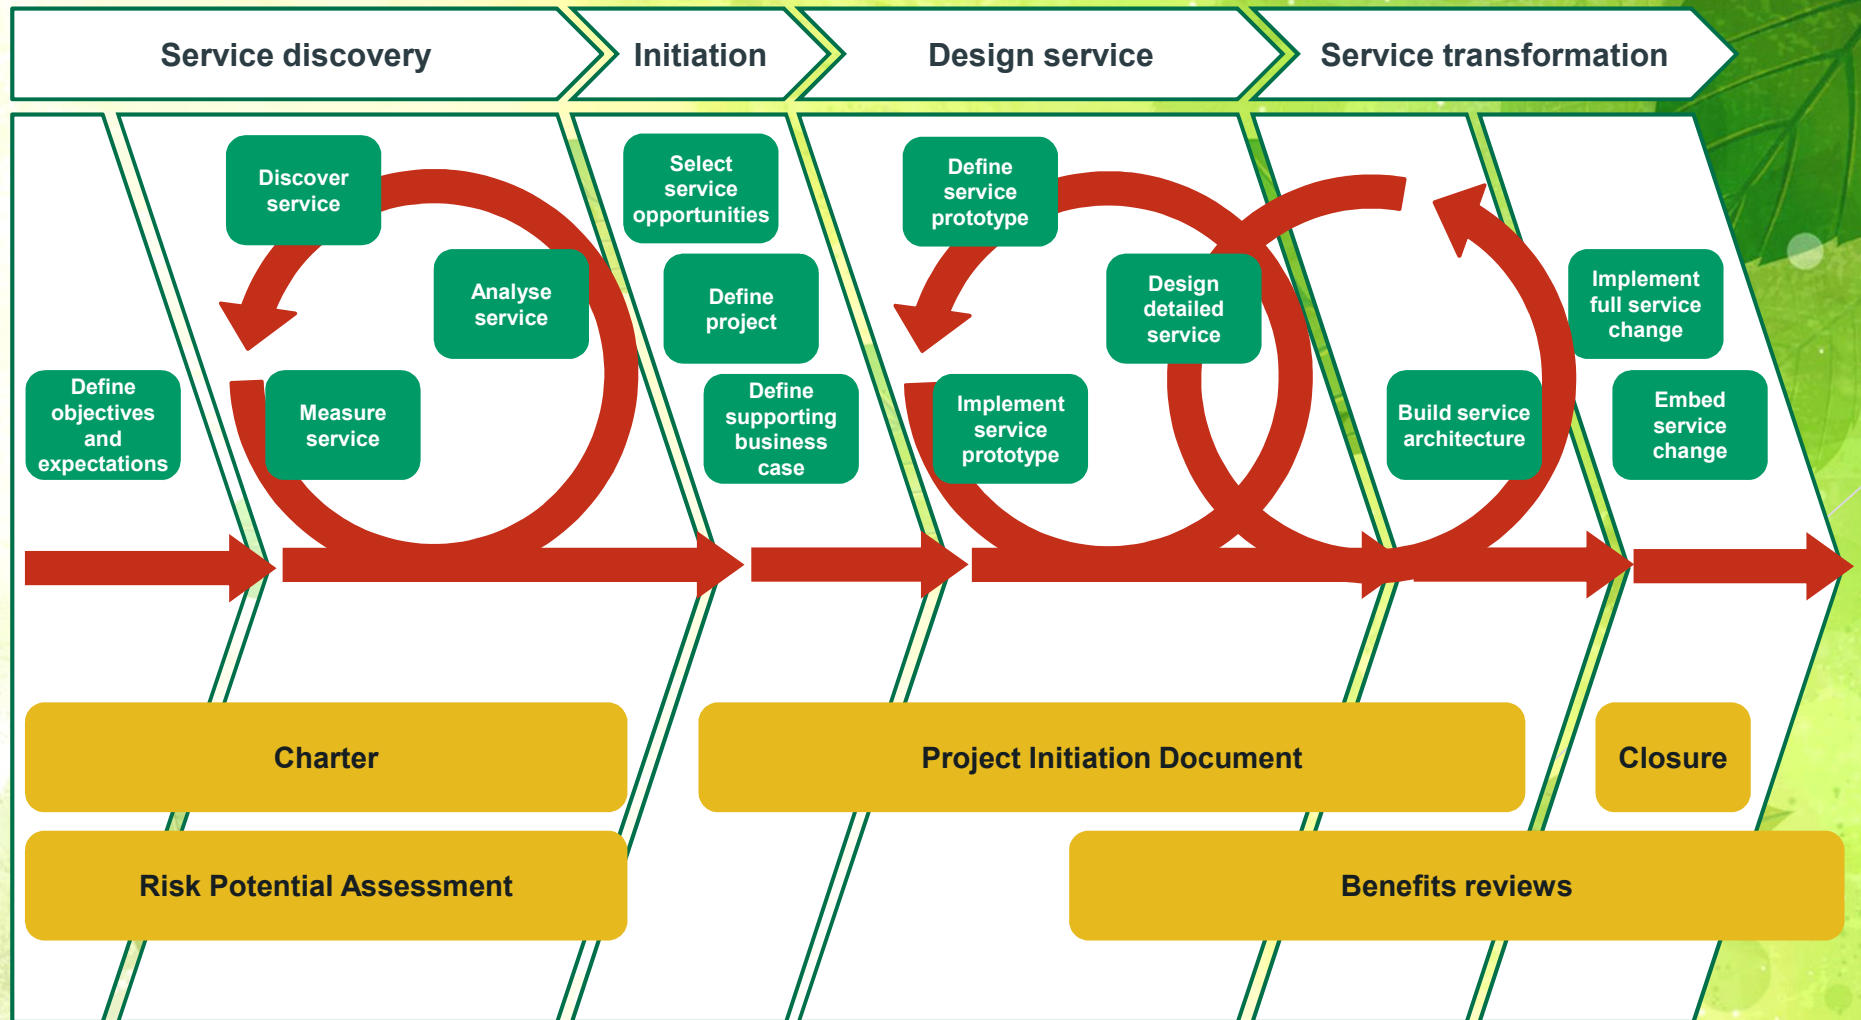 Service discovery
Initiation
Design service
Service transformation
Define
objectives
and
expectations
Discover
service
Analyse
service
Measure
service
Select
service
opportunities
Define
project
Define
supporting
business
case
Define
service
prototype
Design
detailed
service
Implement
service
prototype
Build service
architecture
Implement
full service
change
Embed
service
change
Charter
Project Initiation Document
Closure
Risk Potential Assessment
Benefits reviews